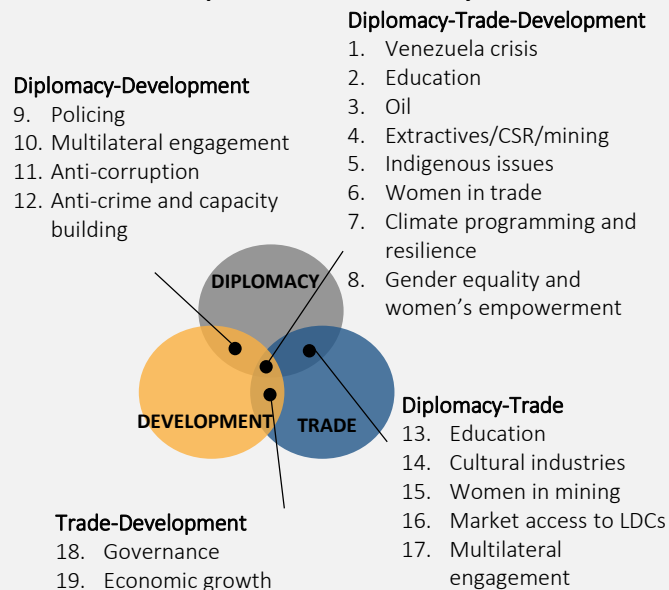 Diplomacy-Trade-Development
1. Venezuela crisis
2. Education
3. Oil
4. Extractives/CSR/mining
5. Indigenous issues
6. Women in trade
7. Climate programming and
resilience
8. Gender equality and
women's empowerment
Diplomacy-Development
9. Policing
10. Multilateral engagement
11. Anti-corruption
12. Anti-crime and capacity
building
DIPLOMACY
DEVELOPMENT
TRADE
Diplomacy-Trade
13. Education
14. Cultural industries
15. Women in mining
16. Market access to LDCs
17. Multilateral
engagement
Trade-Development
18. Governance
19. Economic growth